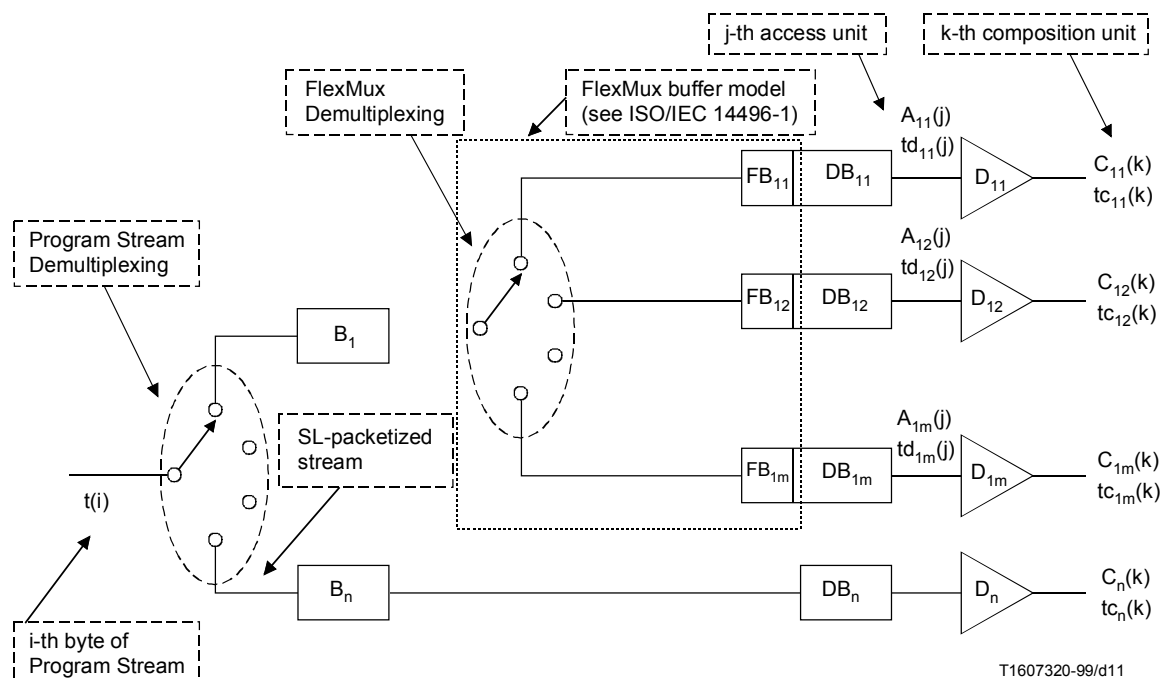 j-th access unit
k-th composition unit
FlexMux
Demultiplexing
FlexMux buffer model
(see ISO/IEC 14496-1)
A11(j)
td11(j)
FB11
DB11
D11
C11(k)
tc11(k)
Program Stream
Demultiplexing
A12(j)
td12(j)
FB12
DB12
D12
C12(k)
tc12(k)
B1
SL-packetized
stream
A1m(j)
td1m(j)
FB1m
DB1m
D1m
C1m(k)
tc1m(k)
t(i)
Bn
DBn
Dn
Cn(k)
tcn(k)
i-th byte of
Program Stream
T1607320-99/d11